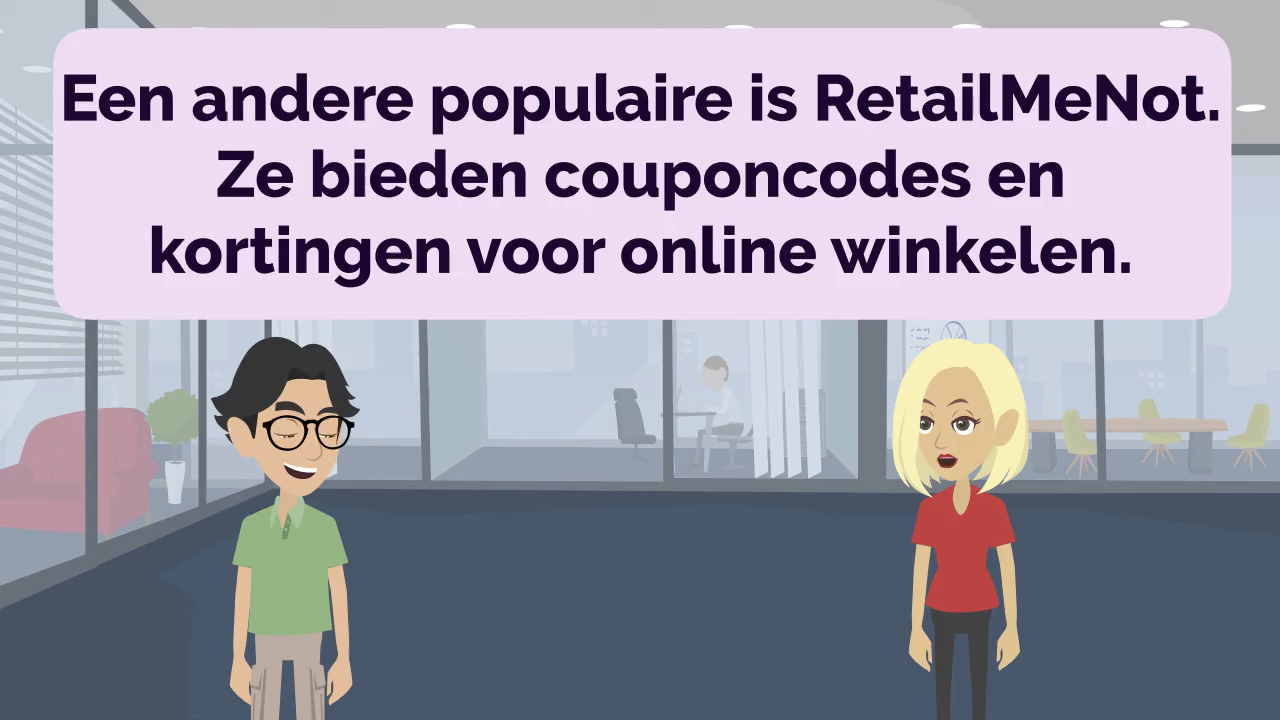 Een andere populaire is RetailMeNot.
Ze bieden couponcodes en
kortingen voor online winkelen.